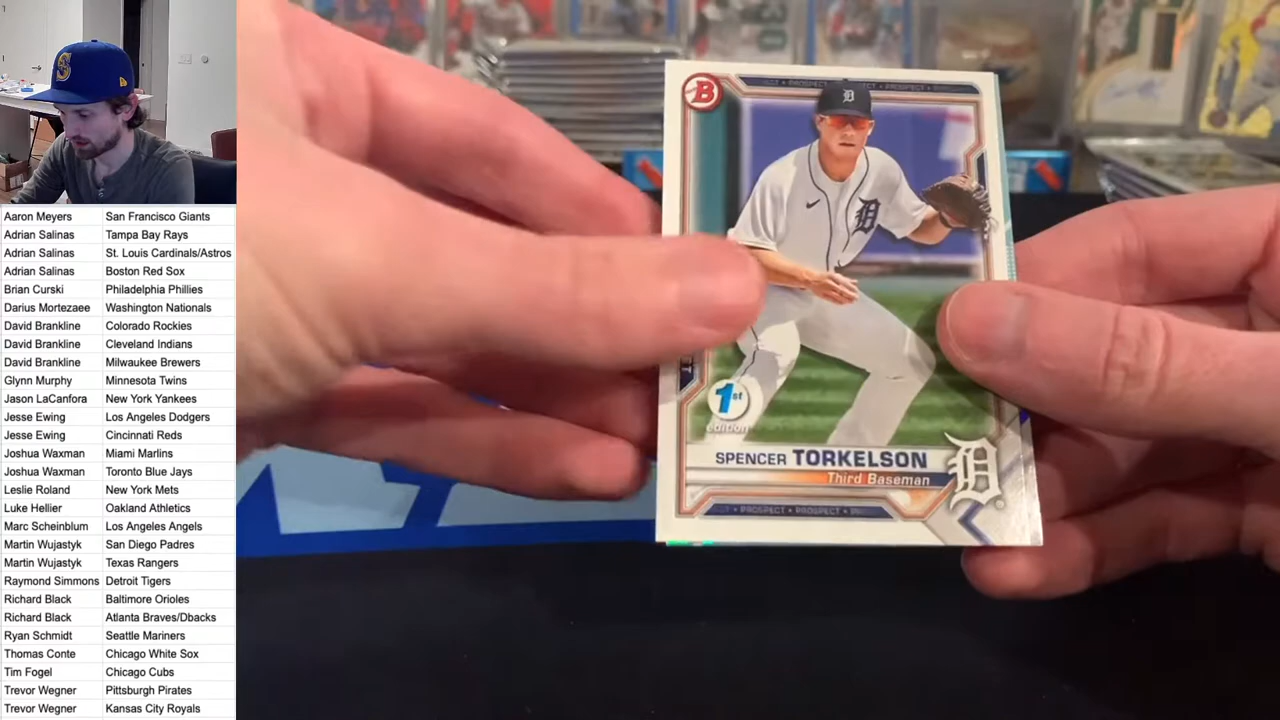 Aaron Meyers San Francisco Giants
Adrian Salinas Tampa Bay Rays
Adrian Salinas St. Louis Cardinals/Astros
Adrian Salinas Boston Red Sox
Brian Curski Philadelphia Phillies
Darius Mortezaee Washington Nationals
David Brankline Colorado Rockies
David Brankline Cleveland Indians
David Brankline Milwaukee Brewers
Glynn Murphy Minnesota Twins
Jason LaCanfora New York Yankees
Jesse Ewing Los Angeles Dodgers
Jesse Ewing Cincinnati Reds
Joshua Waxman Miami Marlins
Joshua Waxman Toronto Blue Jays
Leslie Roland New York Mets
Luke Hellier Oakland Athletics
Marc Scheinblum Los Angeles Angels
Martin Wujastyk San Diego Padres
Martin Wujastyk Texas Rangers
Raymond Simmons Detroit Tigers
Richard Black Baltimore Orioles
Richard Black Atlanta Braves/Dbacks
Ryan Schmidt Seattle Mariners
Thomas Conte Chicago White Sox
Tim Fogel Chicago Cubs
Trevor Wegner Pittsburgh Pirates
Trevor Wegner Kansas City Royals
S
B
PROSPECT
PROSPECT
D
D
30
1st
edition
SPENCER TORKELSON
Third Baseman
D
PROSPECT • PROSPECT